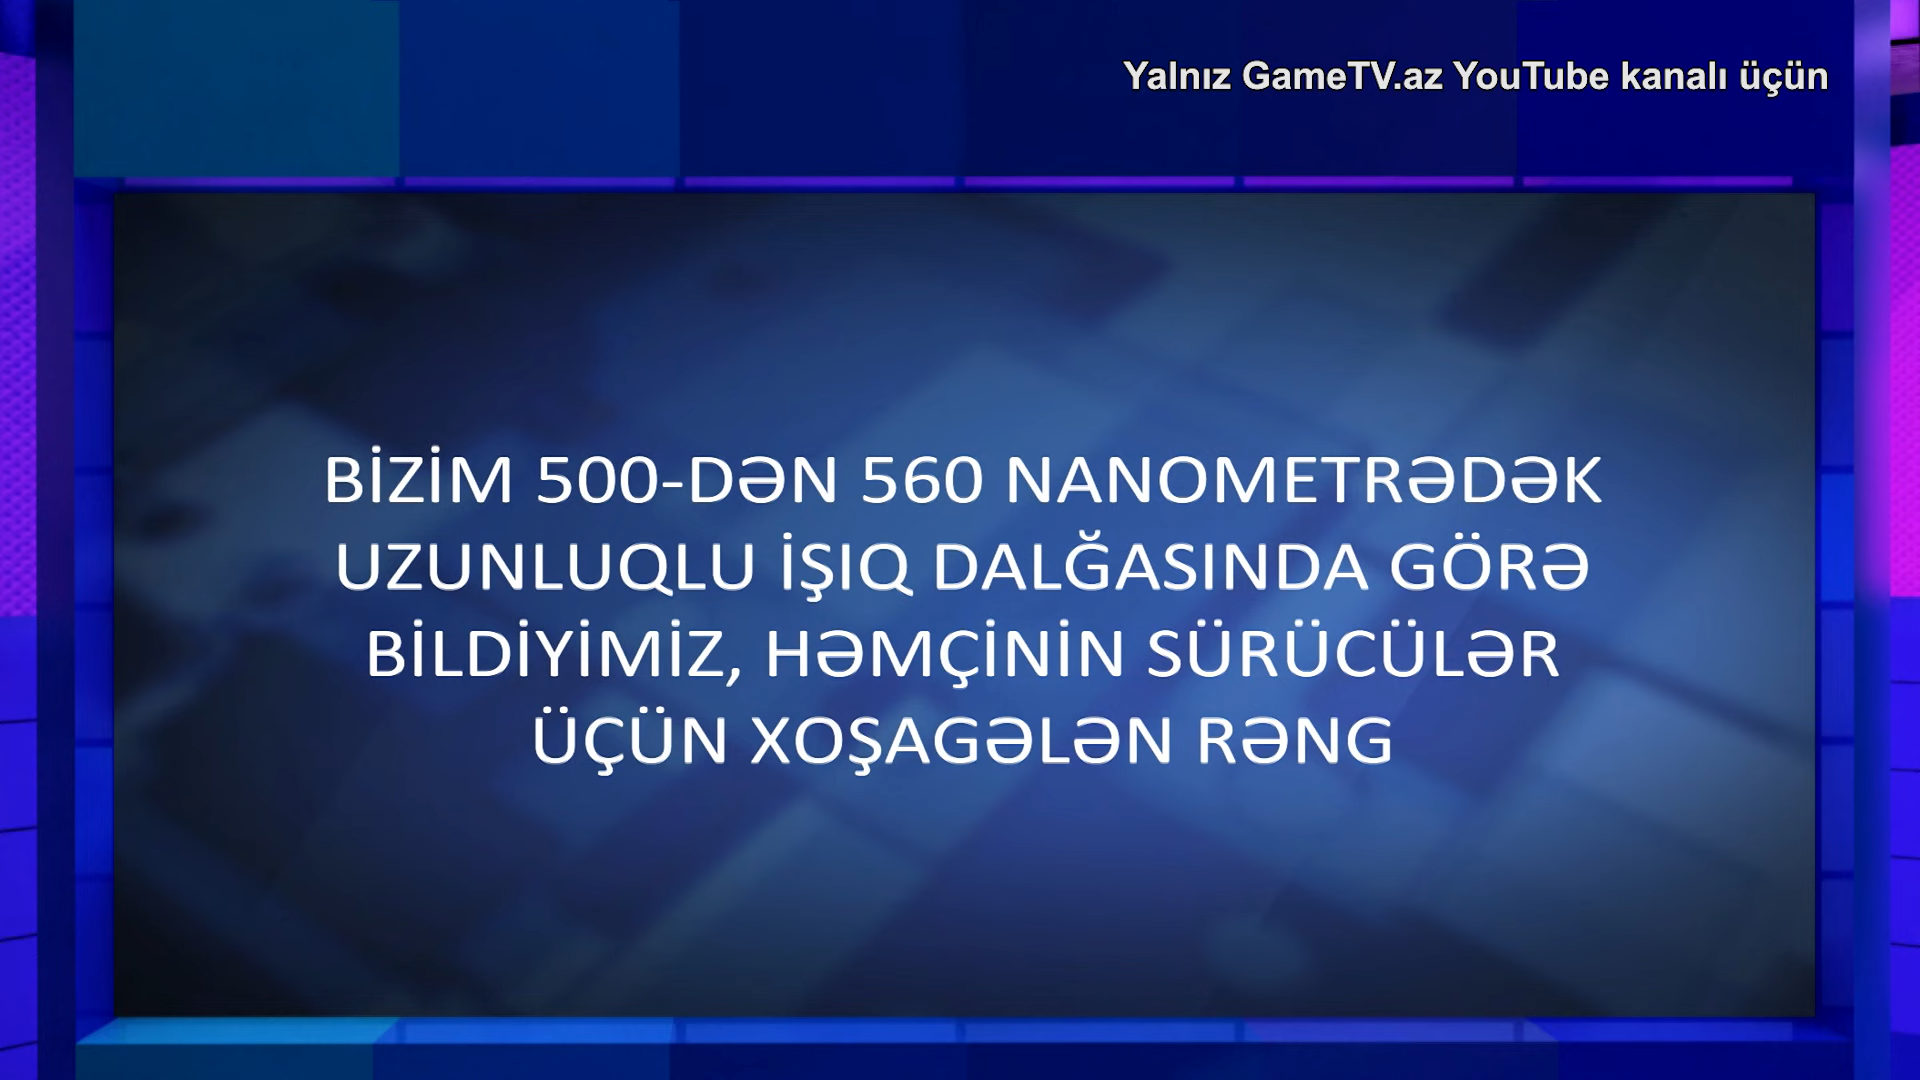 Yalnız GameTV.az YouTube kanalı üçün
BİZİM 500-DƏN 560 NANOMETRƏDƏK
UZUNLUQLU İŞIQ DALĞASINDA GÖRƏ
BİLDİYİMİZ, HƏMÇİNİN SÜRÜCÜLƏR
ÜÇÜN XOŞAGƏLƏN RƏNG